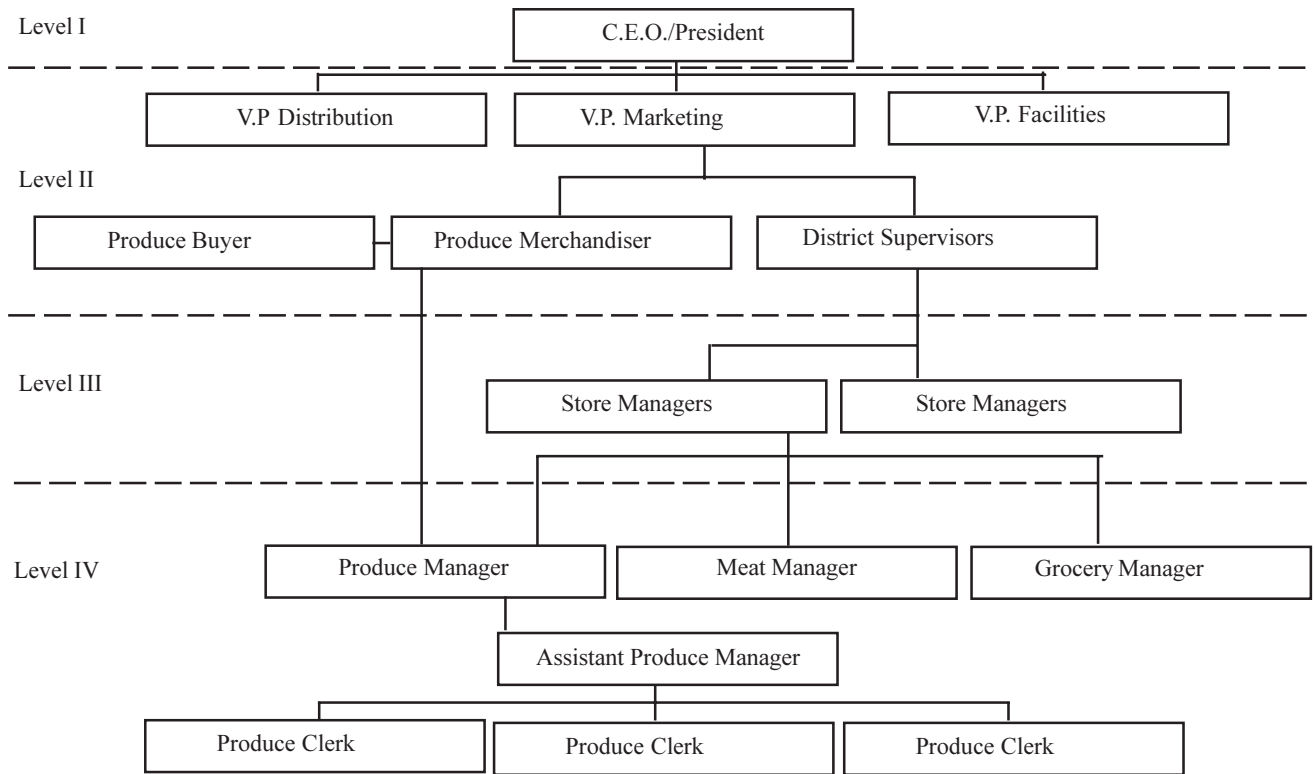 Level I
C.E.O./President
V.P Distribution
V.P. Marketing
V.P. Facilities
Level II
Produce Buyer
Produce Merchandiser
District Supervisors
Level III
Store Managers
Store Managers
Level IV
Produce Manager
Meat Manager
Grocery Manager
Assistant Produce Manager
Produce Clerk
Produce Clerk
Produce Clerk